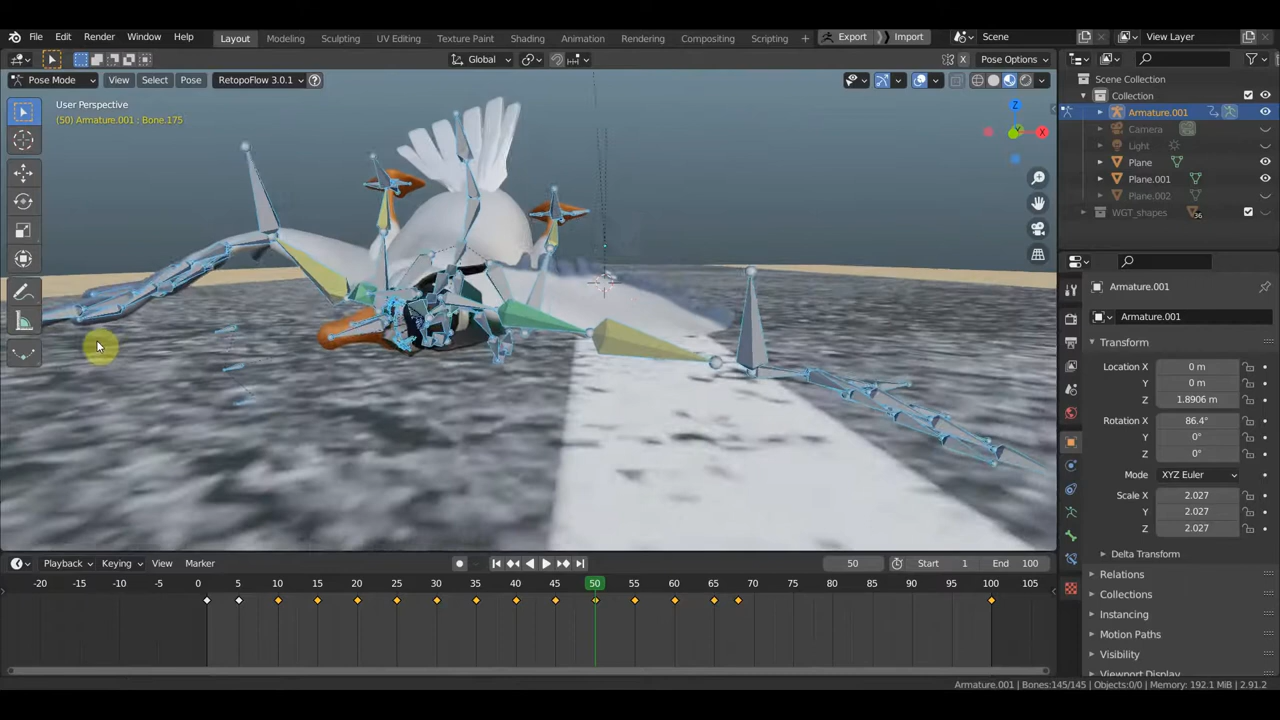 File Edit Render Window Help Layout Modeling Sculpting UV Editing Texture Paint Shading Animation Rendering Compositing Scripting + Export Import Scene View Layer
Global X Pose Options
Pose Mode View Select Pose RetopoFlow 3.0.1
User Perspective
(50) Armature.001 : Bone.175
Z
Y
X
Scene Collection
Collection
Armature.001
Camera
Light
Plane
Plane.001
Plane.002
WGT_shapes 36
Armature.001
Armature.001
Transform
Location X 0 m
Y 0 m
Z 1.8906 m
Rotation X 86.4°
Y 0°
Z 0°
Mode XYZ Euler
Scale X 2.027
Y 2.027
Z 2.027
Delta Transform
Relations
Collections
Instancing
Motion Paths
Visibility
Viewport Display
Playback Keying View Marker 50 Start 1 End 100
-20 -15 -10 -5 0 5 10 15 20 25 30 35 40 45 50 55 60 65 70 75 80 85 90 95 100 105
Armature.001 | Bones:145/145 | Objects:0/0 | Memory: 192.1 MiB | 2.91.2